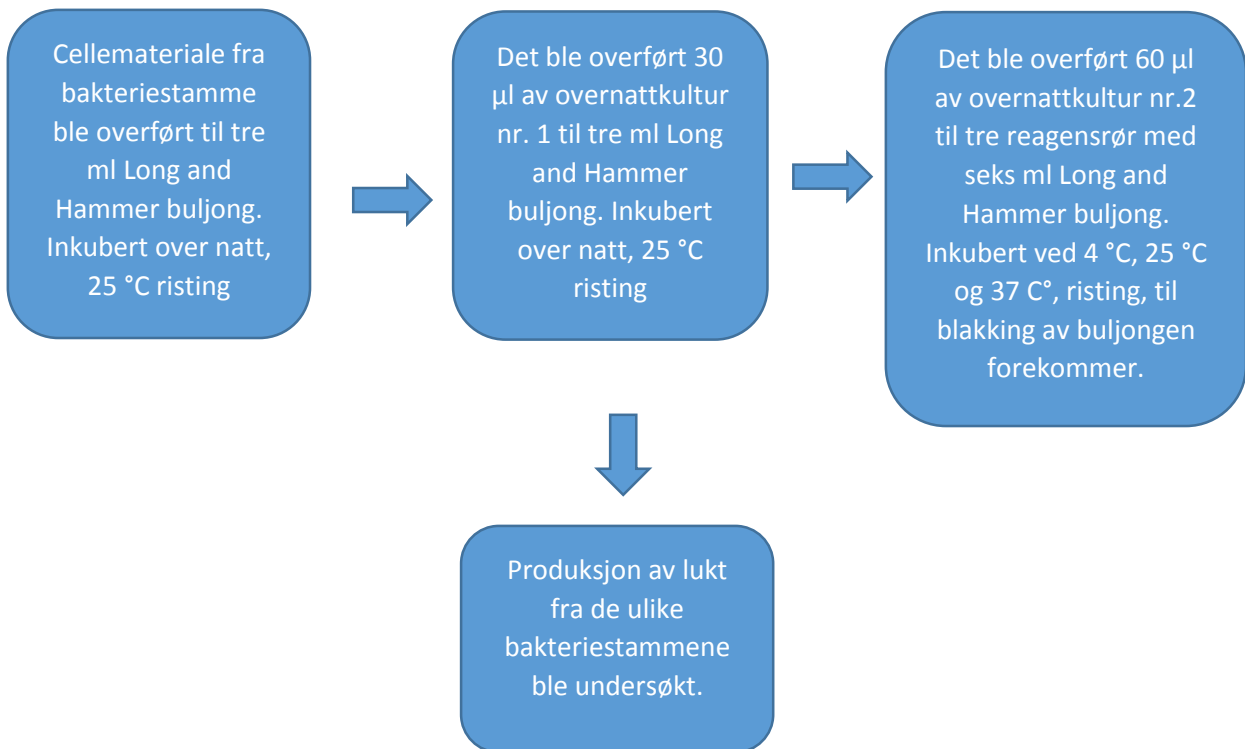 Cellemateriale fra
bakteriestamme
ble overført til tre
ml Long and
Hammer buljong.
Inkubert over natt,
25 °C risting
Det ble overført 30
µl av overnattkultur
nr. 1 til tre ml Long
and Hammer
buljong. Inkubert
over natt, 25 °C
risting
Det ble overført 60 µl
av overnattkultur nr.2
til tre reagensrør med
seks ml Long and
Hammer buljong.
Inkubert ved 4 °C, 25 °C
og 37 C°, risting, til
blakking av buljongen
forekommer.
Produksjon av lukt
fra de ulike
bakteriestammene
ble undersøkt.